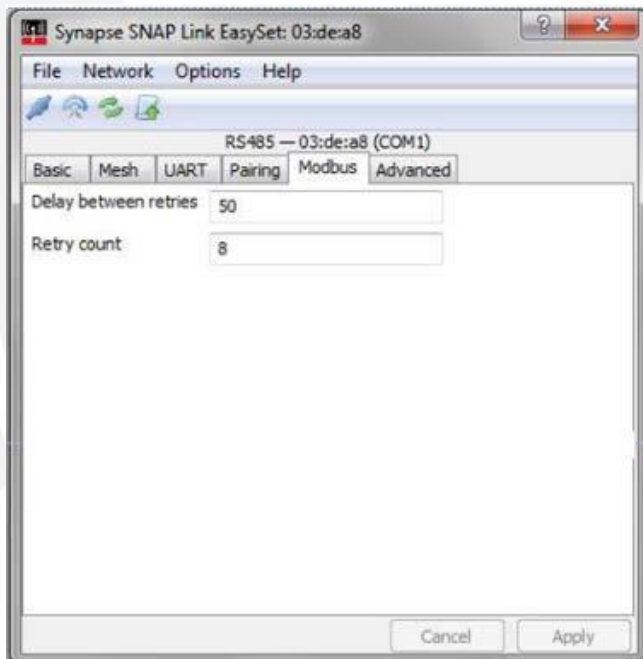 Synapse SNAP Link EasySet: 03:de:a8
File Network Options Help
RS485 — 03:de:a8 (COM1)
Basic Mesh UART Pairing Modbus Advanced
Delay between retries 50
Retry count 8
Cancel Apply